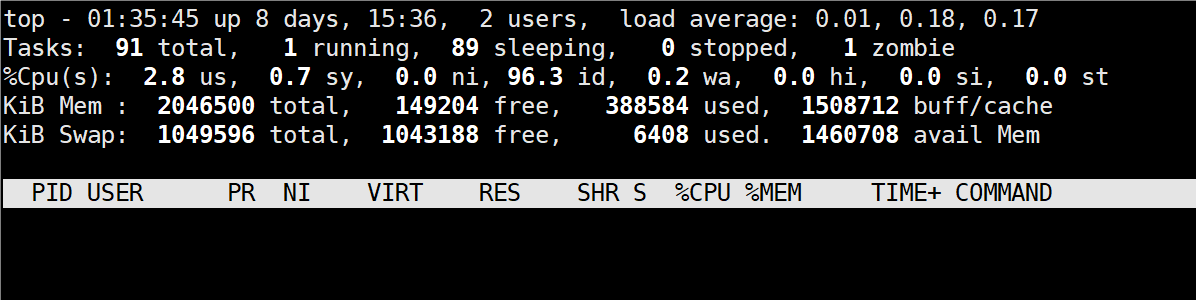 top - 01:35:45 up 8 days, 15:36,  2 users,  load average: 0.01, 0.18, 0.17
Tasks:  91 total,   1 running,  89 sleeping,   0 stopped,   1 zombie
%Cpu(s):  2.8 us,  0.7 sy,  0.0 ni, 96.3 id,  0.2 wa,  0.0 hi,  0.0 si,  0.0 st
KiB Mem :  2046500 total,   149204 free,   388584 used,  1508712 buff/cache
KiB Swap:  1049596 total,  1043188 free,     6408 used.  1460708 avail Mem
  PID USER      PR  NI    VIRT    RES    SHR S  %CPU %MEM     TIME+ COMMAND